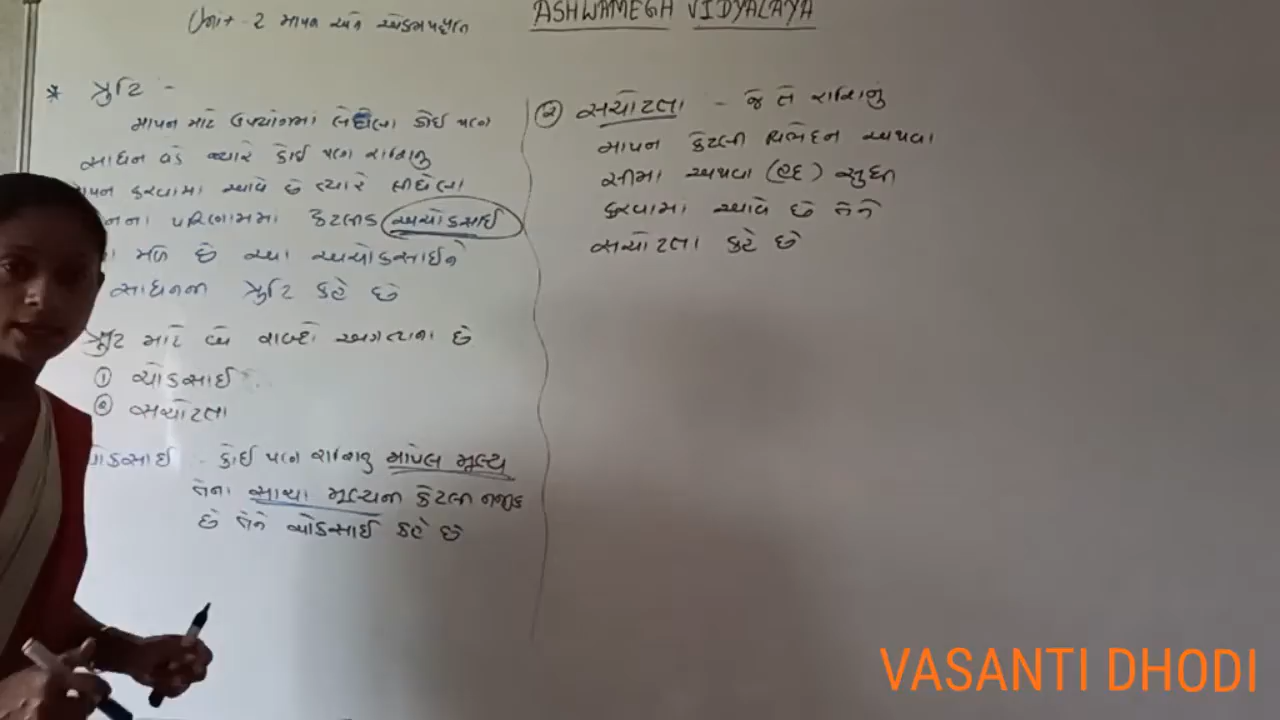 Unit - 2 માપન અને એકમપદ્ધતિ
ASHWAMEGH VIDYALAYA
* ત્રુટિ -
માપન માટે ઉપયોગમાં લેધેલા કોઈ પણ
સાધન વડે જ્યારે કોઈ પણ રાશિનું
માપન કરવામાં આવે છે ત્યારે લીધેલા
પરિણામમાં કેટલીક અચોકસાઈ
મળે છે આ અચોકસાઈને
સાધનની ત્રુટિ કહે છે
ત્રુટિ માટે બે શબ્દો અગત્યના છે
① ચોકસાઈ
② સચોટતા
ચોકસાઈ - કોઈ પણ રાશિનું માપેલ મૂલ્ય
તેના સાચા મૂલ્યની કેટલી નજીક
છે તેને ચોકસાઈ કહે છે
② સચોટતા - જે તે રાશિનું
માપન કેટલી વિભેદન અથવા
સીમા અથવા (હદ) સુધી
કરવામાં આવે છે તેને
સચોટતા કહે છે
VASANTI DHODI